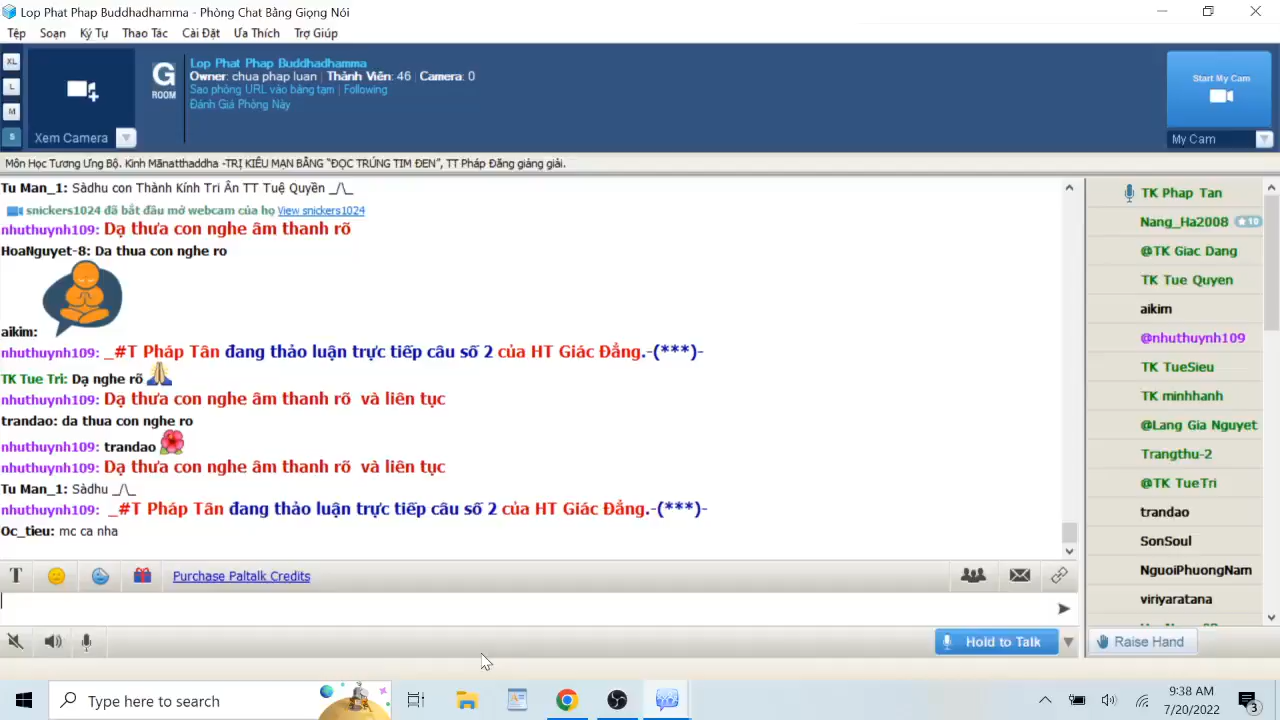 Lop Phat Phap Buddhadhamma - Phòng Chat Bằng Giọng Nói
Tệp Soạn Ký Tự Thao Tác Cài Đặt Ưa Thích Trợ Giúp
XL
L
M
S
Xem Camera
G
ROOM
Lop Phat Phap Buddhadhamma
Owner: chua phap luan | Thành Viên: 46 | Camera: 0
Sao phỏng URL vào bảng tạm | Following
Đánh Giá Phòng Này
Start My Cam
My Cam
Môn Học Tương Ưng Bộ. Kinh Mānatthaddha -TRỊ KIÊU MẠN BẰNG “ĐỌC TRÚNG TIM ĐEN”, TT Pháp Đăng giảng giải.
Tu Man_1: Sàdhu con Thành Kính Tri Ân TT Tuệ Quyền _/\_
snickers1024 đã bắt đầu mở webcam của họ View snickers1024
nhuthuynh109: Dạ thưa con nghe âm thanh rõ
HoaNguyet-8: Da thua con nghe ro
aikim:
nhuthuynh109: _#T Pháp Tân đang thảo luận trực tiếp câu số 2 của HT Giác Đẳng.-(***)-
TK Tue Tri: Dạ nghe rõ
nhuthuynh109: Dạ thưa con nghe âm thanh rõ và liên tục
trandao: da thua con nghe ro
nhuthuynh109: trandao
nhuthuynh109: Dạ thưa con nghe âm thanh rõ và liên tục
Tu Man_1: Sàdhu _/\_
nhuthuynh109: _#T Pháp Tân đang thảo luận trực tiếp câu số 2 của HT Giác Đẳng.-(***)-
Oc_tieu: mc ca nha
T Purchase Paltalk Credits
Hold to Talk
TK Phap Tan
Nang_Ha2008 10
@TK Giac Dang
TK Tue Quyen
aikim
@nhuthuynh109
TK TueSieu
TK minhhanh
@Lang Gia Nguyet
Trangthu-2
@TK TueTri
trandao
SonSoul
NguoiPhuongNam
viriyaratana
Raise Hand
Type here to search
9:38 AM
7/20/2022
3